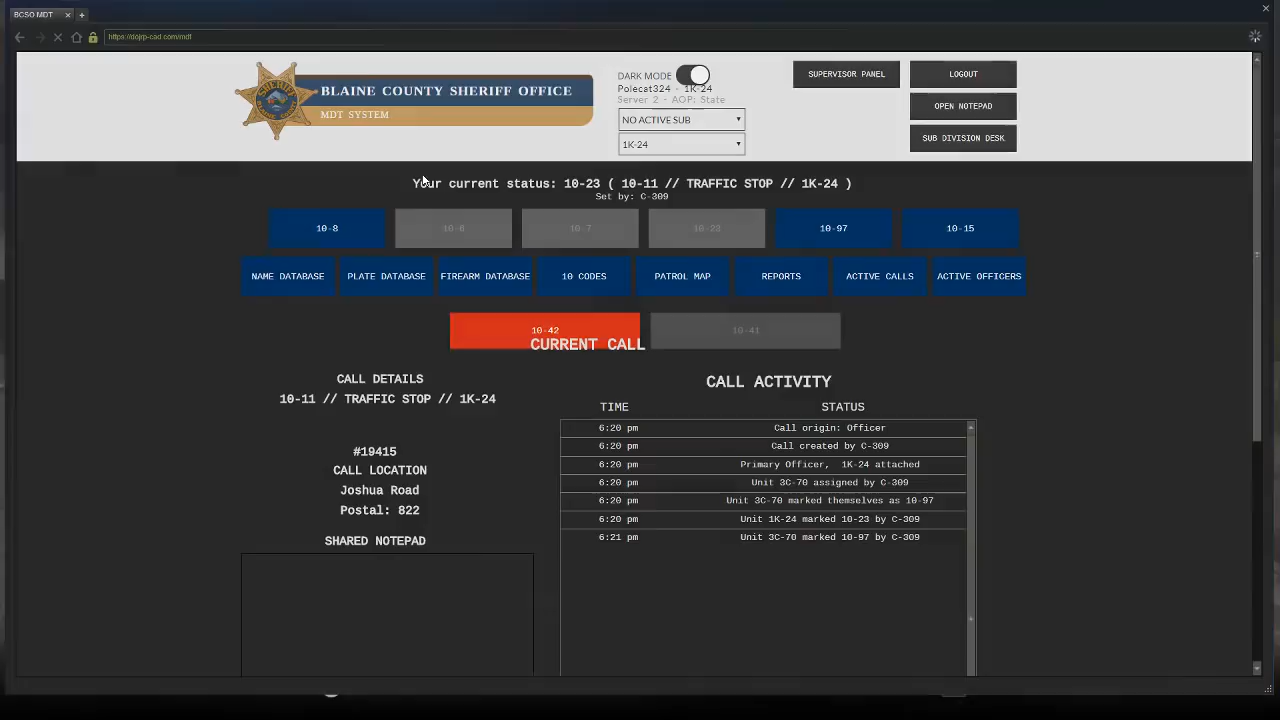 BCSO MDT
https://dojrp-cad.com/mdt
BLAINE COUNTY SHERIFF OFFICE
MDT SYSTEM
SHERIFF
DARK MODE
Polecat324 - 1K-24
Server 2 - AOP: State
NO ACTIVE SUB
1K-24
SUPERVISOR PANEL
LOGOUT
OPEN NOTEPAD
SUB DIVISION DESK
Your current status: 10-23 ( 10-11 // TRAFFIC STOP // 1K-24 )
Set by: C-309
10-8
10-6
10-7
10-23
10-97
10-15
NAME DATABASE
PLATE DATABASE
FIREARM DATABASE
10 CODES
PATROL MAP
REPORTS
ACTIVE CALLS
ACTIVE OFFICERS
10-42
10-41
CURRENT CALL
CALL DETAILS
10-11 // TRAFFIC STOP // 1K-24
#19415
CALL LOCATION
Joshua Road
Postal: 822
SHARED NOTEPAD
CALL ACTIVITY
TIME STATUS
6:20 pm Call origin: Officer
6:20 pm Call created by C-309
6:20 pm Primary Officer, 1K-24 attached
6:20 pm Unit 3C-70 assigned by C-309
6:20 pm Unit 3C-70 marked themselves as 10-97
6:20 pm Unit 1K-24 marked 10-23 by C-309
6:21 pm Unit 3C-70 marked 10-97 by C-309